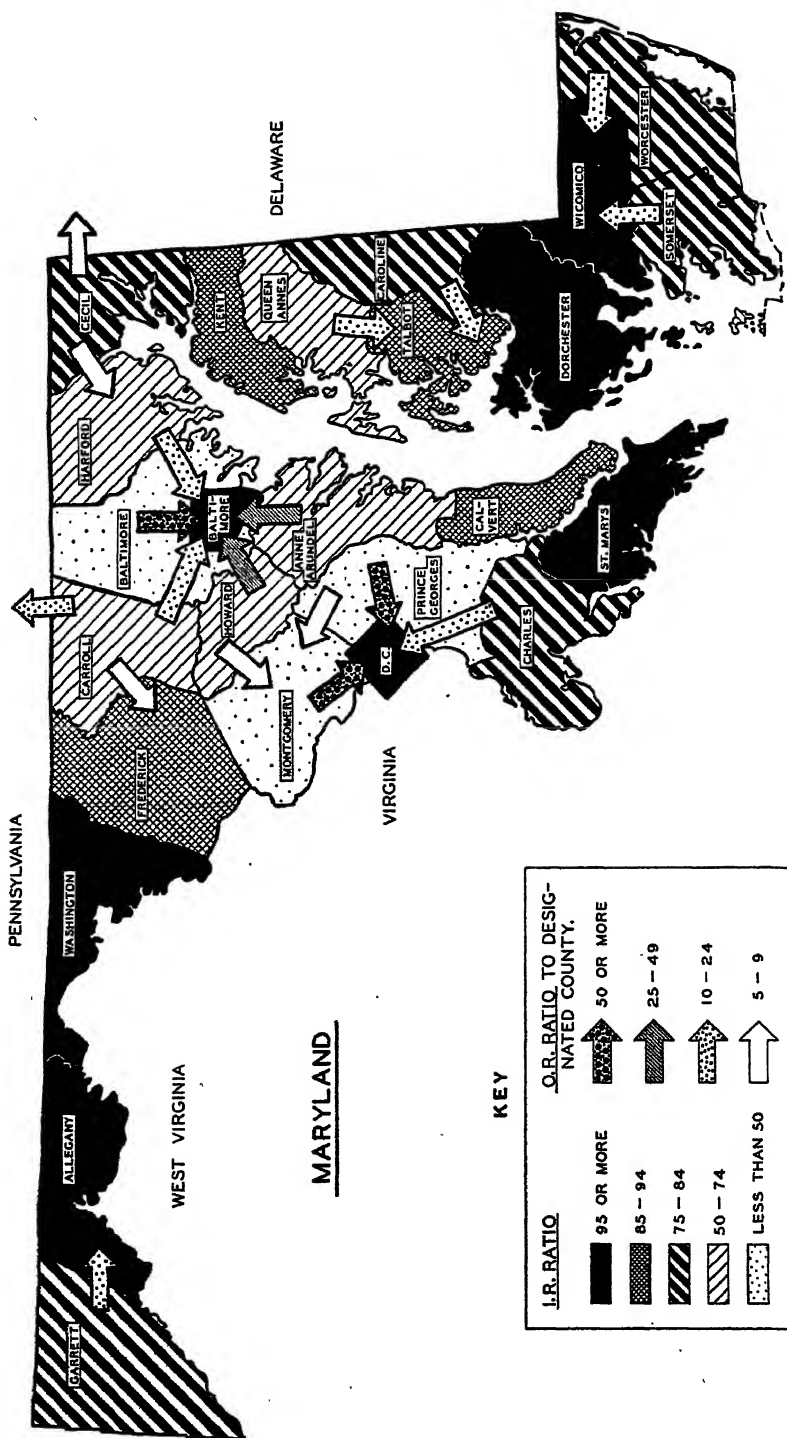 PENNSYLVANIA
DELAWARE
WEST VIRGINIA
VIRGINIA
MARYLAND
GARRETT
ALLEGANY
WASHINGTON
FREDERICK
CARROLL
BALTIMORE
HARFORD
CECIL
KENT
QUEEN
ANNES
CAROLINE
TALBOT
BALTI-
MORE
HOWARD
ANNE
ARUNDEL
MONTGOMERY
D.C.
PRINCE
GEORGES
CAL-
VERT
CHARLES
ST. MARYS
DORCHESTER
WICOMICO
SOMERSET
WORCESTER
KEY
I.R. RATIO
95 OR MORE
85 – 94
75 – 84
50 – 74
LESS THAN 50
O.R. RATIO TO DESIG-
NATED COUNTY.
50 OR MORE
25 – 49
10 – 24
5 – 9